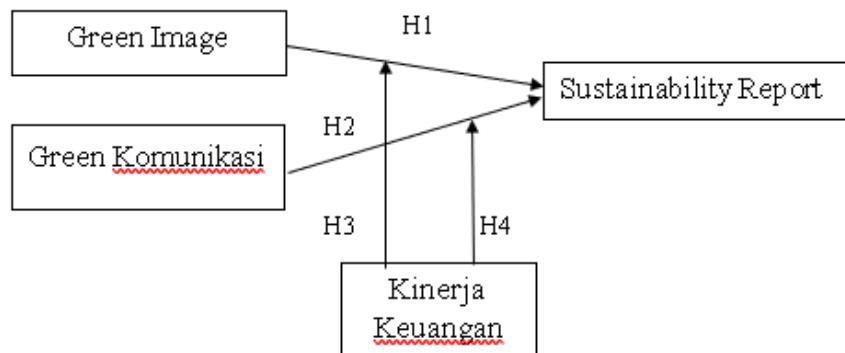 Green Image
H1
Sustainability Report
Green Komunikasi
H2
H3
H4
Kinerja
Keuangan